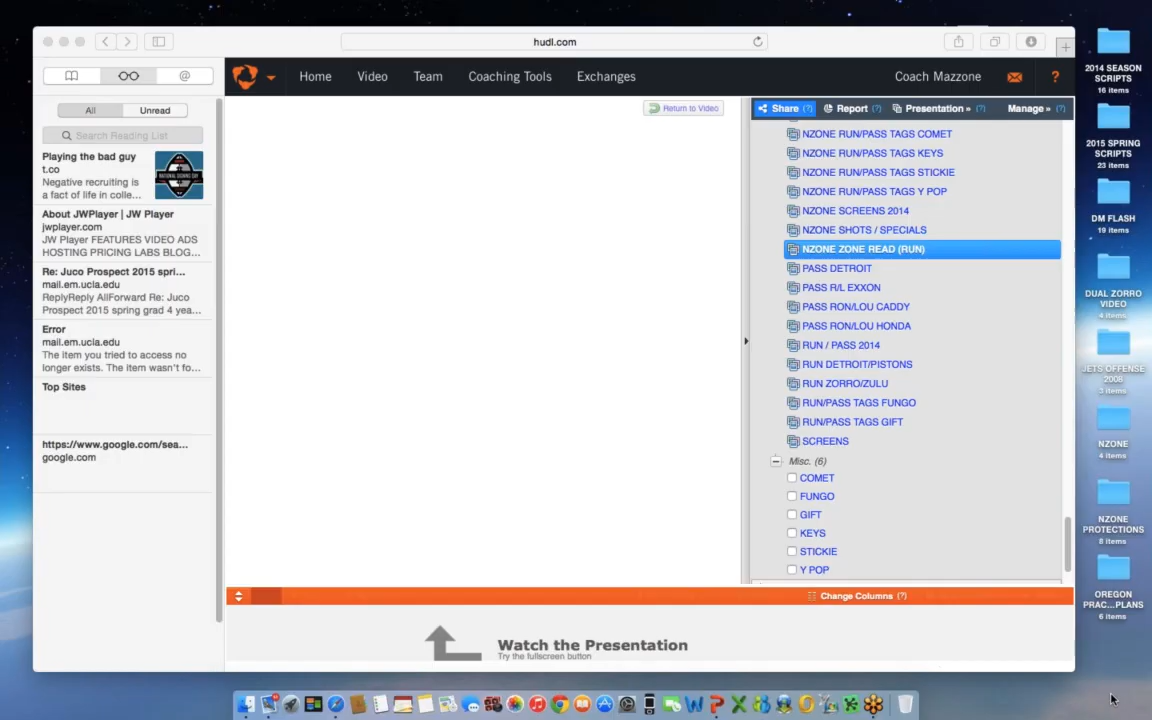 hudl.com
Home Video Team Coaching Tools Exchanges Coach Mazzone ?
@
All Unread
Search Reading List
Playing the bad guy
t.co
Negative recruiting is
a fact of life in colle...
About JWPlayer | JW Player
jwplayer.com
JW Player FEATURES VIDEO ADS
HOSTING PRICING LABS BLOG...
Re: Juco Prospect 2015 spri...
mail.em.ucla.edu
ReplyReply AllForward Re: Juco
Prospect 2015 spring grad 4 yea...
Error
mail.em.ucla.edu
The item you tried to access no
longer exists. The item wasn't fo...
Top Sites
https://www.google.com/sea...
google.com
Return to Video
Share (?) Report (?) Presentation » (?) Manage » (?)
NZONE RUN/PASS TAGS COMET
NZONE RUN/PASS TAGS KEYS
NZONE RUN/PASS TAGS STICKIE
NZONE RUN/PASS TAGS Y POP
NZONE SCREENS 2014
NZONE SHOTS / SPECIALS
NZONE ZONE READ (RUN)
PASS DETROIT
PASS R/L EXXON
PASS RON/LOU CADDY
PASS RON/LOU HONDA
RUN / PASS 2014
RUN DETROIT/PISTONS
RUN ZORRO/ZULU
RUN/PASS TAGS FUNGO
RUN/PASS TAGS GIFT
SCREENS
Misc. (6)
COMET
FUNGO
GIFT
KEYS
STICKIE
Y POP
Change Columns (?)
Watch the Presentation
Try the fullscreen button
2014 SEASON
SCRIPTS
16 items
2015 SPRING
SCRIPTS
23 items
DM FLASH
19 items
DUAL ZORRO
VIDEO
4 items
JETS OFFENSE
2008
3 items
NZONE
4 items
NZONE
PROTECTIONS
8 items
OREGON
PRAC...PLANS
6 items